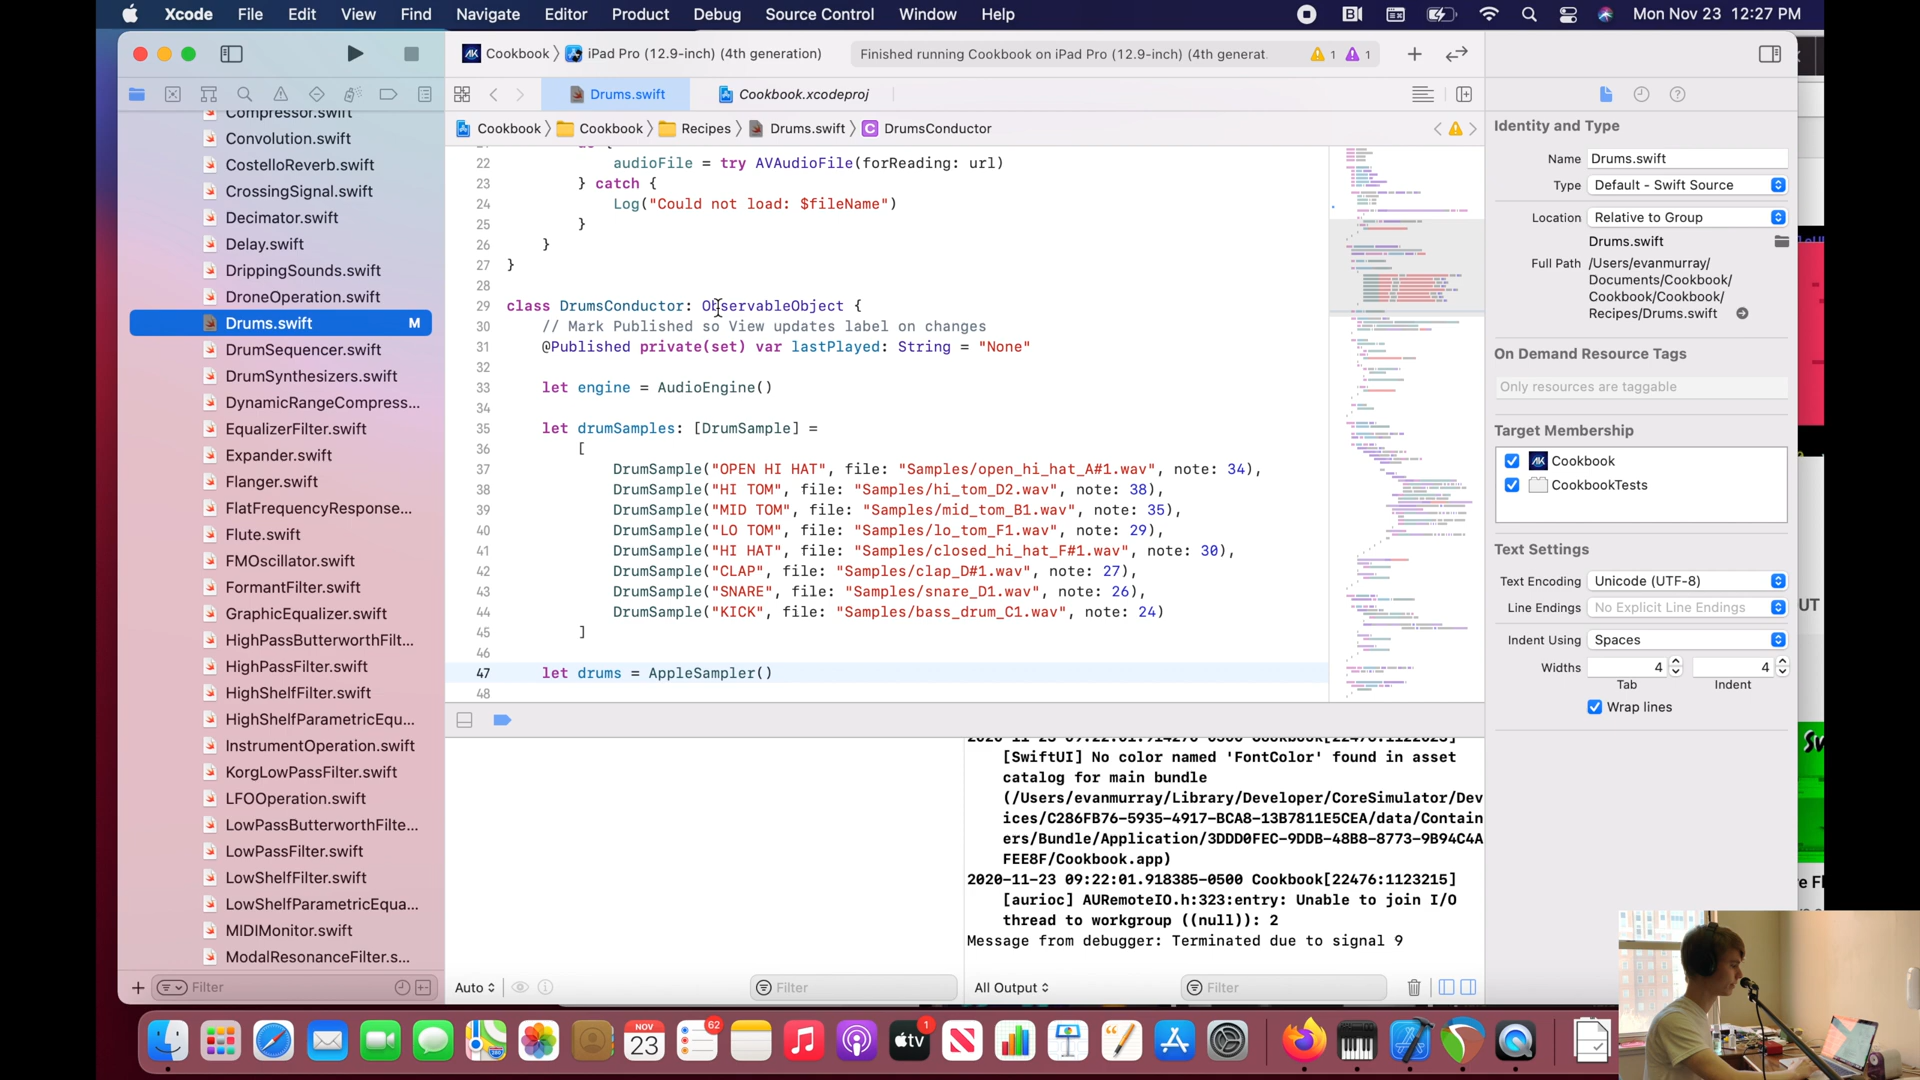 Xcode File Edit View Find Navigate Editor Product Debug Source Control Window Help Mon Nov 23 12:27 PM
Cookbook iPad Pro (12.9-inch) (4th generation) Finished running Cookbook on iPad Pro (12.9-inch) (4th generat. 1 1
Drums.swift Cookbook.xcodeproj
Cookbook Cookbook Recipes Drums.swift DrumsConductor
Compressor.swift
Convolution.swift
CostelloReverb.swift
CrossingSignal.swift
Decimator.swift
Delay.swift
DrippingSounds.swift
DroneOperation.swift
Drums.swift M
DrumSequencer.swift
DrumSynthesizers.swift
DynamicRangeCompress...
EqualizerFilter.swift
Expander.swift
Flanger.swift
FlatFrequencyResponse...
Flute.swift
FMOscillator.swift
FormantFilter.swift
GraphicEqualizer.swift
HighPassButterworthFilt...
HighPassFilter.swift
HighShelfFilter.swift
HighShelfParametricEqu...
InstrumentOperation.swift
KorgLowPassFilter.swift
LFOOperation.swift
LowPassButterworthFilte...
LowPassFilter.swift
LowShelfFilter.swift
LowShelfParametricEqua...
MIDIMonitor.swift
ModalResonanceFilter.s...
Filter
22 audioFile = try AVAudioFile(forReading: url)
23 } catch {
24 Log("Could not load: $fileName")
25 }
26 }
27 }
28
29 class DrumsConductor: ObservableObject {
30 // Mark Published so View updates label on changes
31 @Published private(set) var lastPlayed: String = "None"
32
33 let engine = AudioEngine()
34
35 let drumSamples: [DrumSample] =
36 [
37 DrumSample("OPEN HI HAT", file: "Samples/open_hi_hat_A#1.wav", note: 34),
38 DrumSample("HI TOM", file: "Samples/hi_tom_D2.wav", note: 38),
39 DrumSample("MID TOM", file: "Samples/mid_tom_B1.wav", note: 35),
40 DrumSample("LO TOM", file: "Samples/lo_tom_F1.wav", note: 29),
41 DrumSample("HI HAT", file: "Samples/closed_hi_hat_F#1.wav", note: 30),
42 DrumSample("CLAP", file: "Samples/clap_D#1.wav", note: 27),
43 DrumSample("SNARE", file: "Samples/snare_D1.wav", note: 26),
44 DrumSample("KICK", file: "Samples/bass_drum_C1.wav", note: 24)
45 ]
46
47 let drums = AppleSampler()
48
[SwiftUI] No color named 'FontColor' found in asset
catalog for main bundle
(/Users/evanmurray/Library/Developer/CoreSimulator/Dev
ices/C286FB76-5935-4917-BCA8-13B7811E5CEA/data/Contain
ers/Bundle/Application/3DDD0FEC-9DDB-48B8-8773-9B94C4A
FEE8F/Cookbook.app)
2020-11-23 09:22:01.918385-0500 Cookbook[22476:1123215]
[aurioc] AURemoteIO.h:323:entry: Unable to join I/O
thread to workgroup ((null)): 2
Message from debugger: Terminated due to signal 9
Auto Filter All Output Filter
Identity and Type
Name Drums.swift
Type Default - Swift Source
Location Relative to Group
Drums.swift
Full Path /Users/evanmurray/
Documents/Cookbook/
Cookbook/Cookbook/
Recipes/Drums.swift
On Demand Resource Tags
Only resources are taggable
Target Membership
Cookbook
CookbookTests
Text Settings
Text Encoding Unicode (UTF-8)
Line Endings No Explicit Line Endings
Indent Using Spaces
Widths 4 4
Tab Indent
Wrap lines
UT
NOV
23 62 tv 1